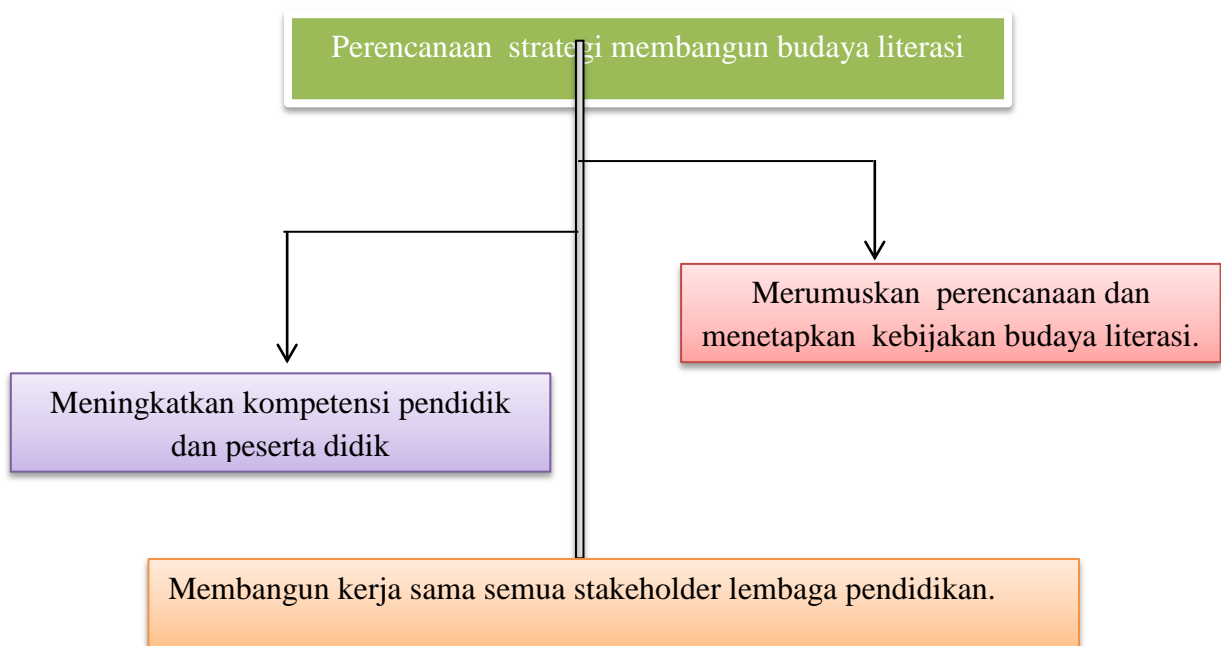 Perencanaan strategi membangun budaya literasi
Merumuskan perencanaan dan
menetapkan kebijakan budaya literasi.
Meningkatkan kompetensi pendidik
dan peserta didik
Membangun kerja sama semua stakeholder lembaga pendidikan.